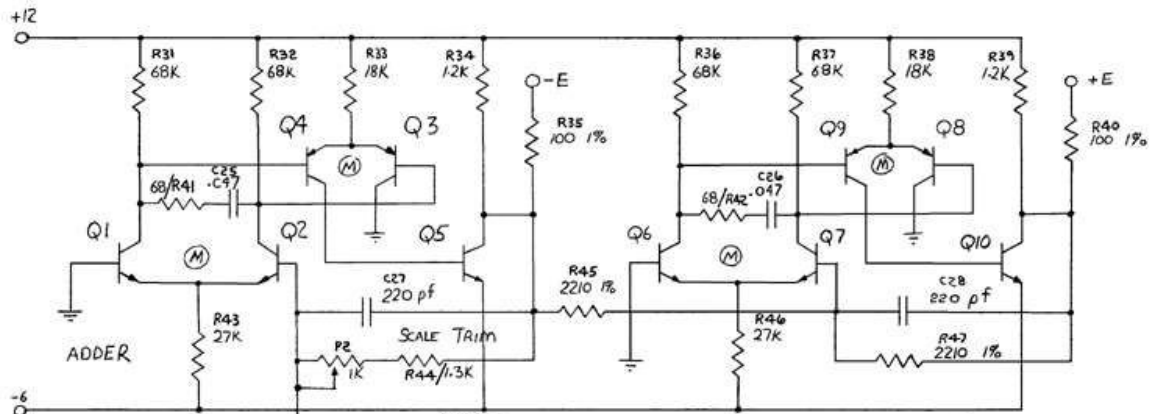 +12
R31
68K
R32
68K
R33
18K
R34
1.2K
-E
R35
100 1%
R36
68K
R37
68K
R38
18K
R39
1.2K
+E
R40
100 1%
Q4
Q3
M
68/R41
C25
.C47
Q1
M
Q2
Q5
Q9
Q8
M
68/R42
C26
.047
Q6
M
Q7
Q10
C27
220 pf
R45
2210 1%
C28
220 pf
R43
27K
ADDER
SCALE TRIM
P2
1K
R44/1.3K
R46
27K
R47
2210 1%
-6